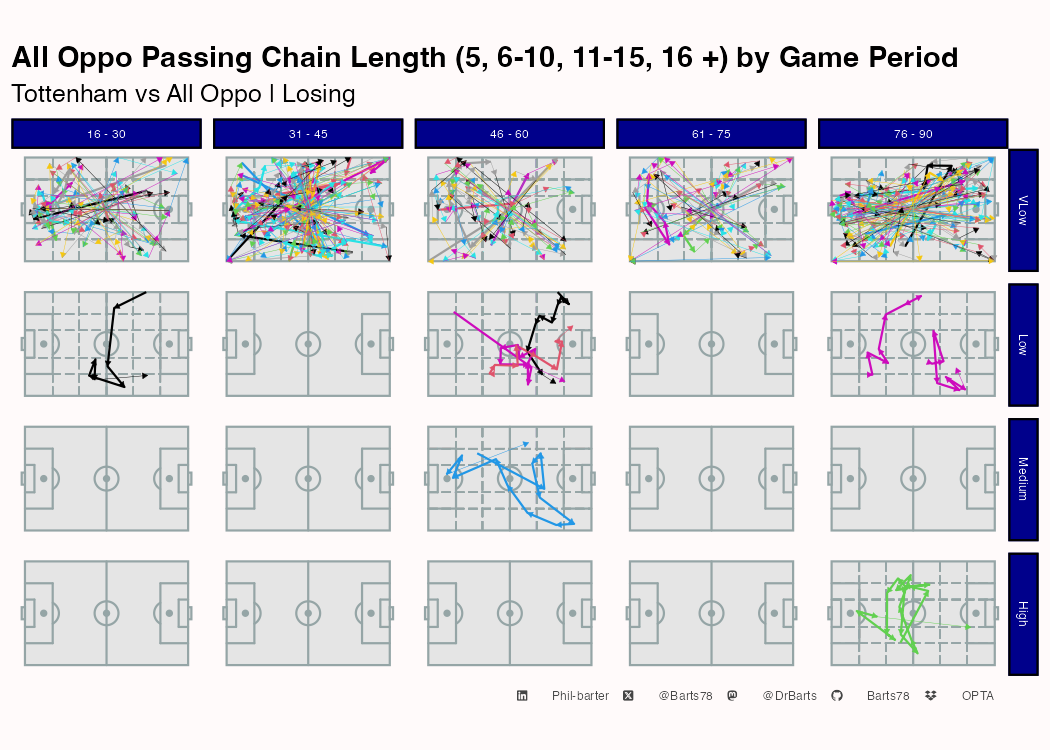 All Oppo Passing Chain Length (5, 6-10, 11-15, 16 +) by Game Period
Tottenham vs All Oppo | Losing
16 - 30 31 - 45 46 - 60 61 - 75 76 - 90
VLow
Low
Medium
High
Phil-barter @Barts78 @DrBarts Barts78 OPTA